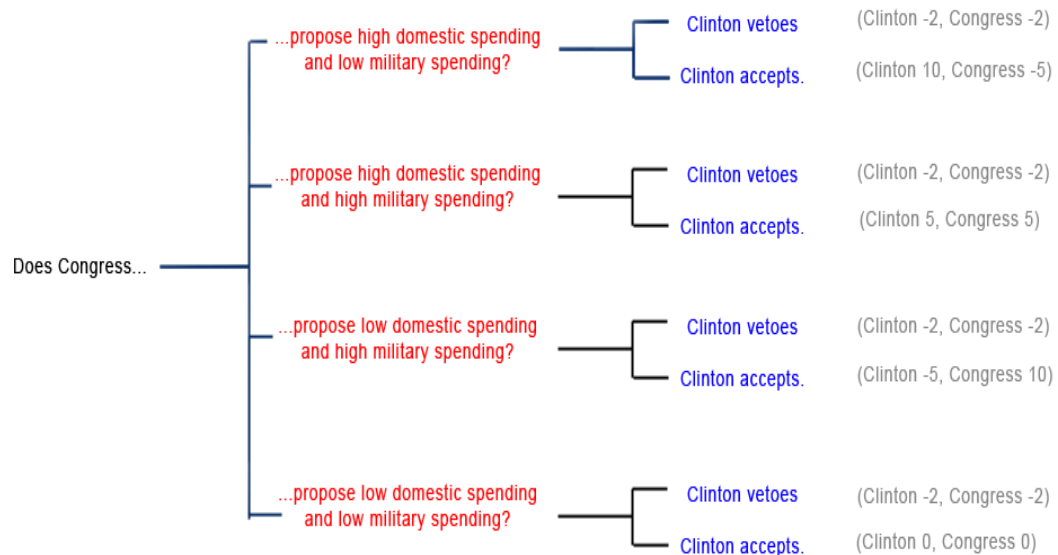 ...propose high domestic spending
and low military spending?
Clinton vetoes
(Clinton -2, Congress -2)
Clinton accepts.
(Clinton 10, Congress -5)
...propose high domestic spending
and high military spending?
Clinton vetoes
(Clinton -2, Congress -2)
Clinton accepts.
(Clinton 5, Congress 5)
Does Congress...
...propose low domestic spending
and high military spending?
Clinton vetoes
(Clinton -2, Congress -2)
Clinton accepts.
(Clinton -5, Congress 10)
...propose low domestic spending
and low military spending?
Clinton vetoes
(Clinton -2, Congress -2)
Clinton accepts.
(Clinton 0, Congress 0)